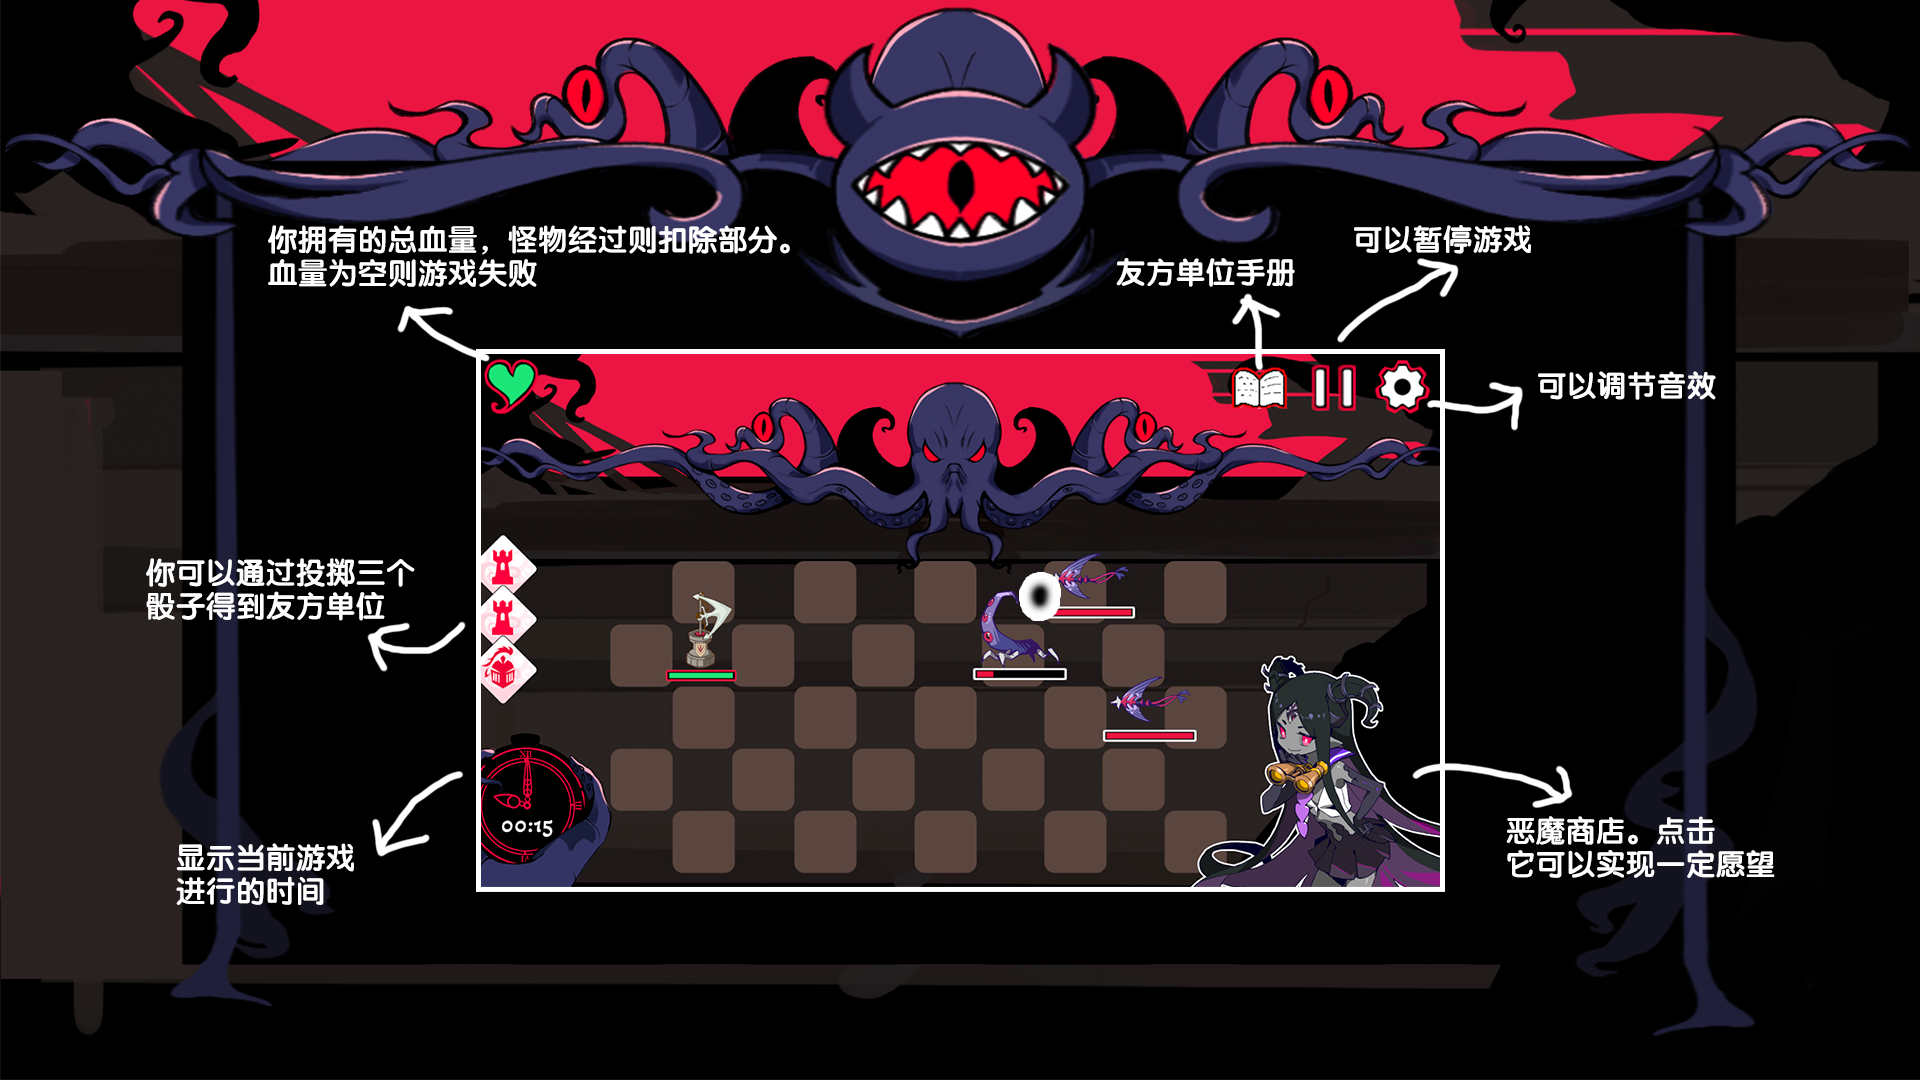 你拥有的总血量，怪物经过则扣除部分。
血量为空则游戏失败
友方单位手册
可以暂停游戏
可以调节音效
你可以通过投掷三个
骰子得到友方单位
XII
00:15
显示当前游戏
进行的时间
恶魔商店。点击
它可以实现一定愿望